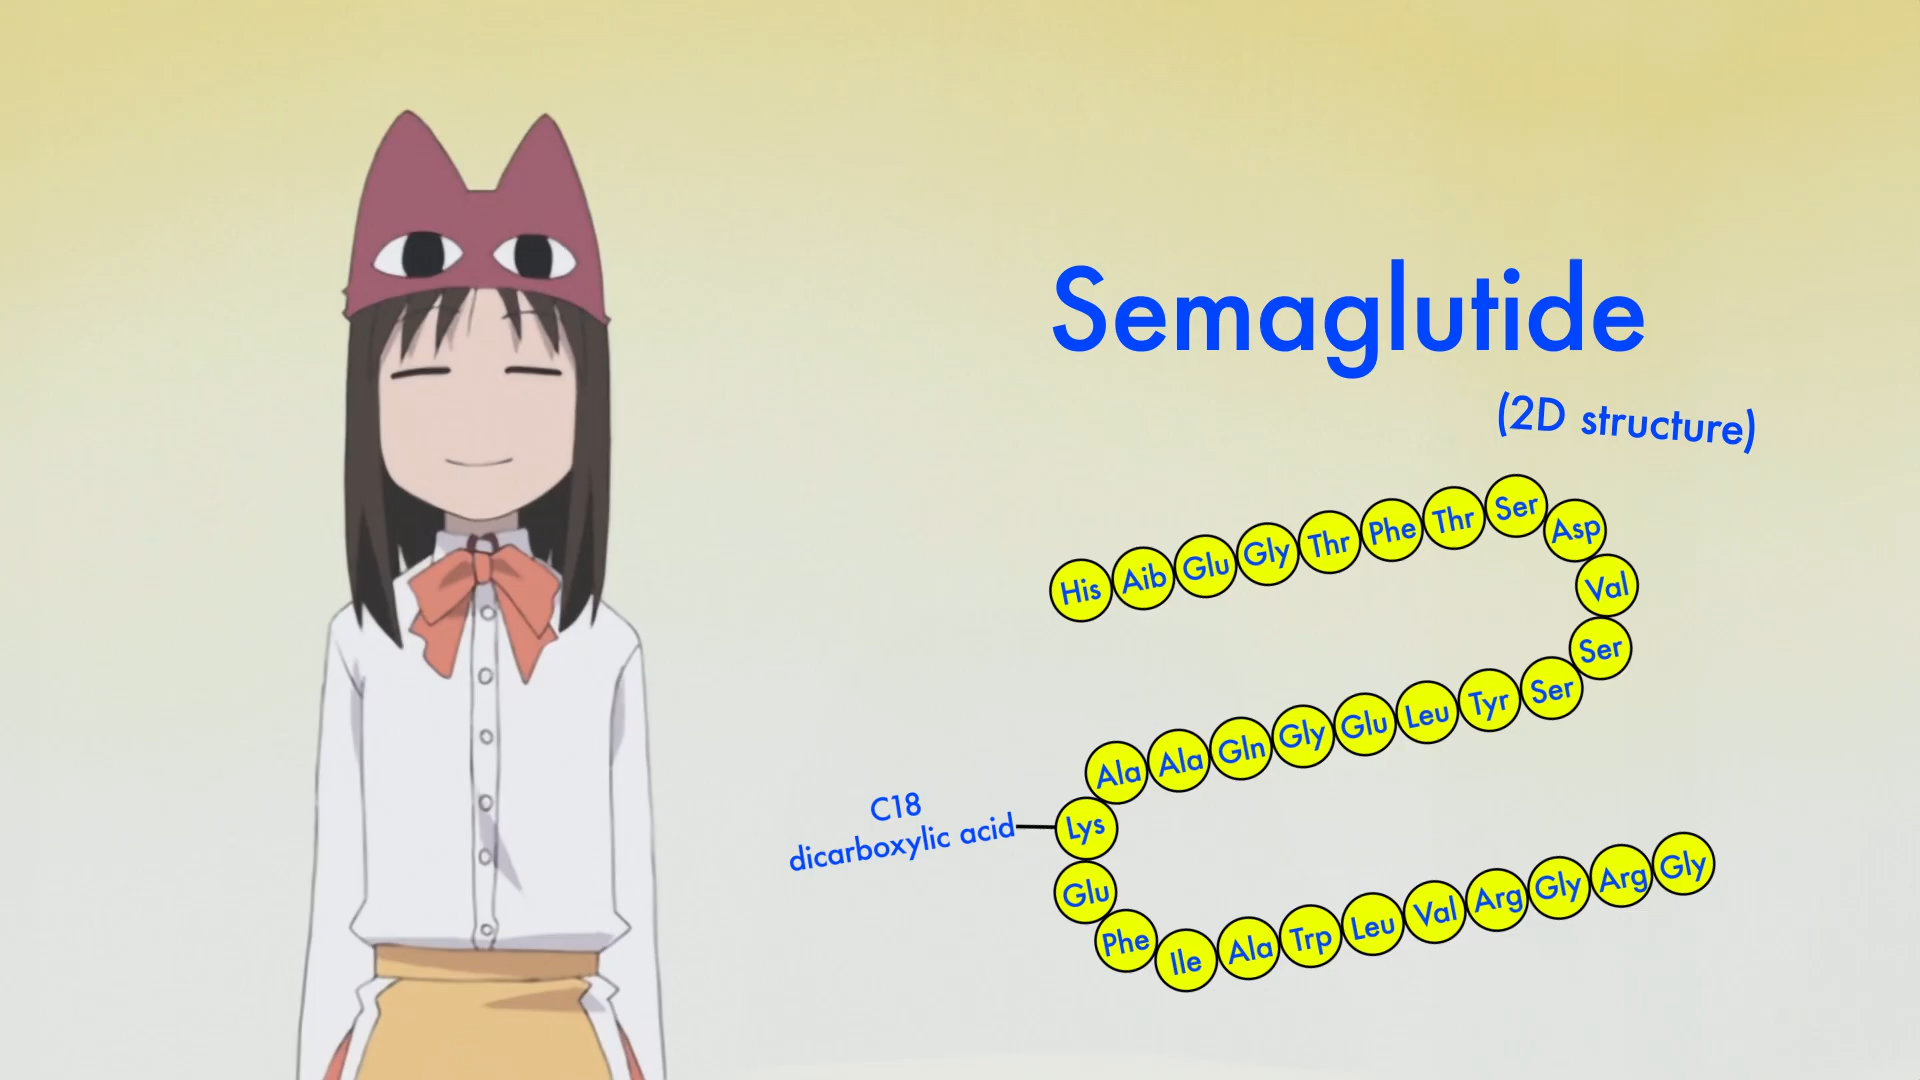 Semaglutide
(2D structure)
His Aib Glu Gly Thr Phe Thr Ser Asp
Val
Ser
Ala Ala Gln Gly Glu Leu Tyr Ser
C18
dicarboxylic acid
Lys
Glu
Phe Ile Ala Trp Leu Val Arg Gly Arg Gly